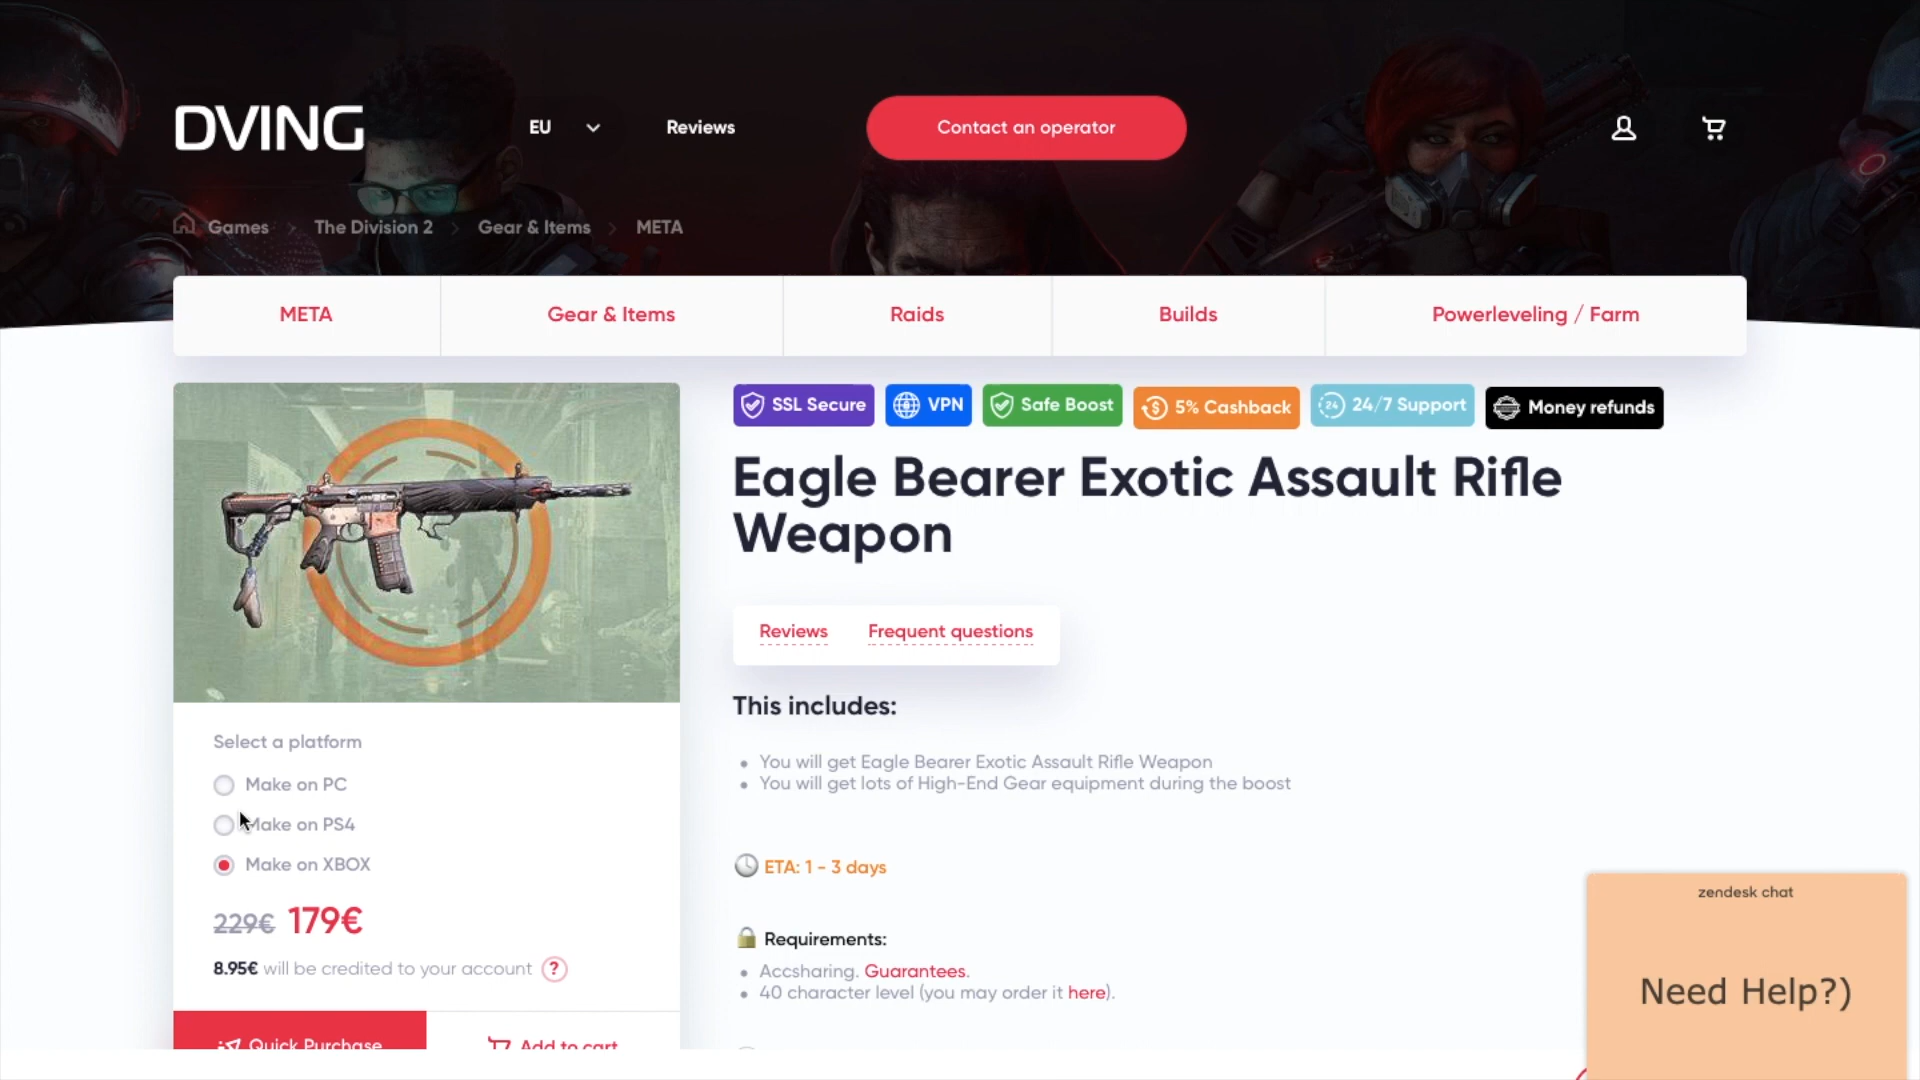 DVING
EU
Reviews
Contact an operator
Games
The Division 2
Gear & Items
META
META
Gear & Items
Raids
Builds
Powerleveling / Farm
SSL Secure
VPN
Safe Boost
5% Cashback
24
24/7 Support
Money refunds
Eagle Bearer Exotic Assault Rifle
Weapon
Reviews
Frequent questions
This includes:
You will get Eagle Bearer Exotic Assault Rifle Weapon
You will get lots of High-End Gear equipment during the boost
ETA: 1 - 3 days
Requirements:
Accsharing. Guarantees.
40 character level (you may order it here).
Select a platform
Make on PC
Make on PS4
Make on XBOX
229€ 179€
8.95€ will be credited to your account ?
Quick Purchase
Add to cart
zendesk chat
Need Help?)